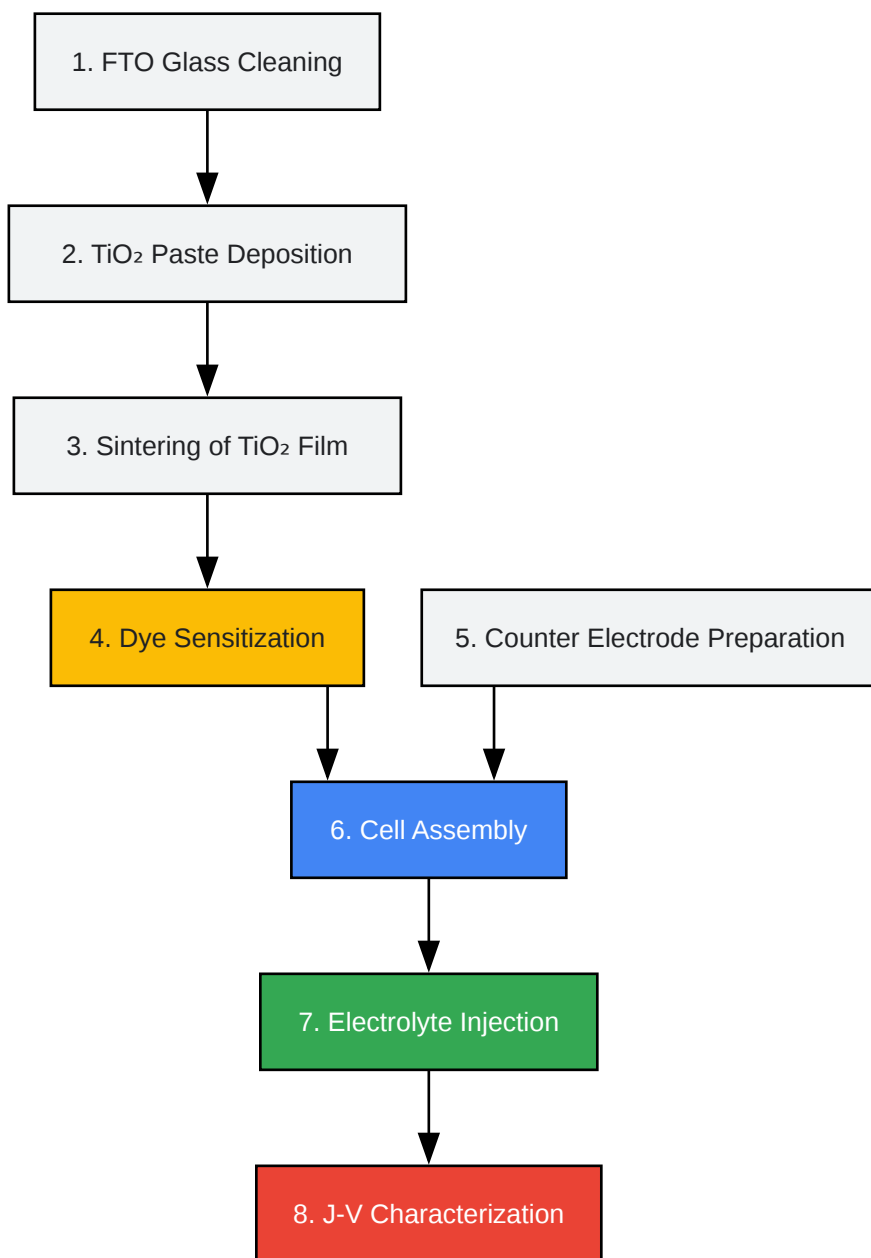 1. FTO Glass Cleaning
2. TiO₂ Paste Deposition
3. Sintering of TiO₂ Film
4. Dye Sensitization
5. Counter Electrode Preparation
6. Cell Assembly
7. Electrolyte Injection
8. J-V Characterization